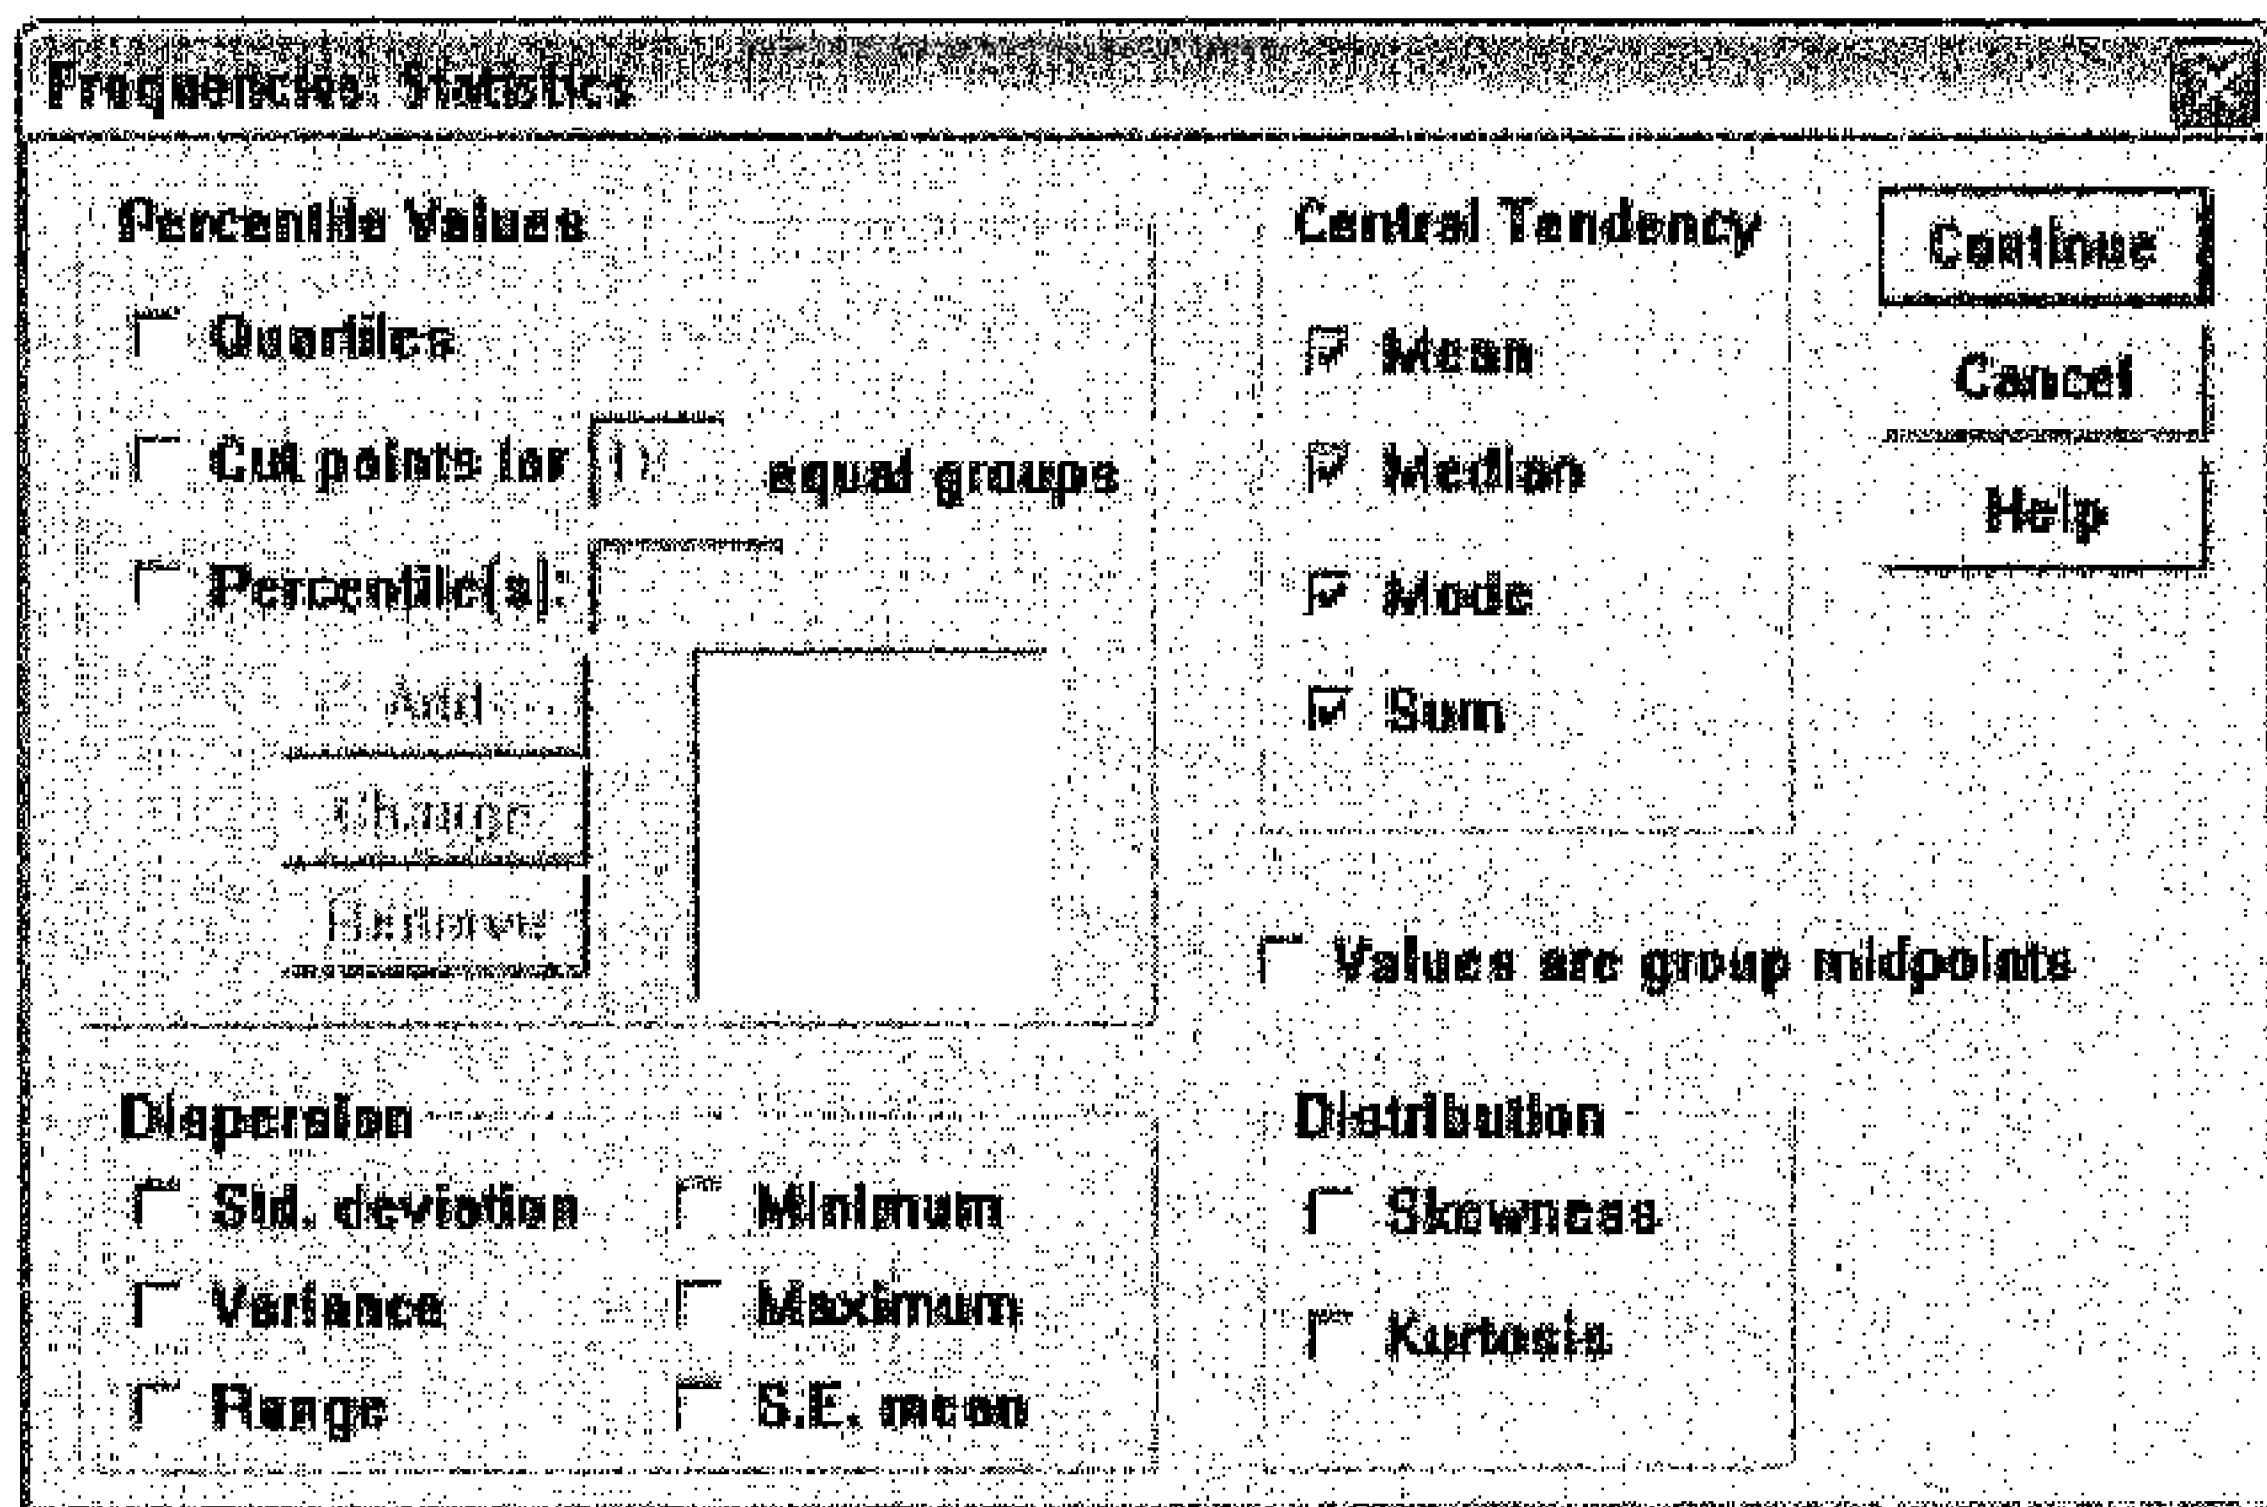 Frequencies: Statistics
Percentile Values
Quartiles
Cut points for 10 equal groups
Percentile(s):
Add
Change
Remove
Central Tendency
Mean
Median
Mode
Sum
Continue
Cancel
Help
Values are group midpoints
Dispersion
Std. deviation
Minimum
Variance
Maximum
Range
S.E. mean
Distribution
Skewness
Kurtosis